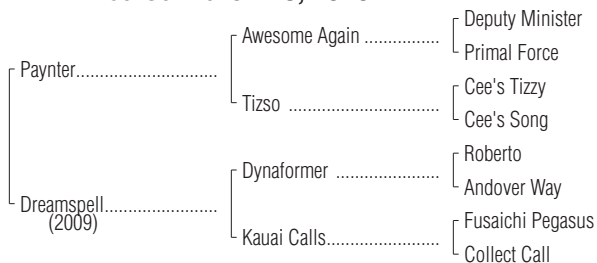 Deputy Minister
Awesome Again ................
Primal Force
Paynter..............................
Cee's Tizzy
Tizso ................................
Cee's Song
Roberto
Dynaformer ......................
Andover Way
Dreamspell........................
(2009)
Fusaichi Pegasus
Kauai Calls........................
Collect Call